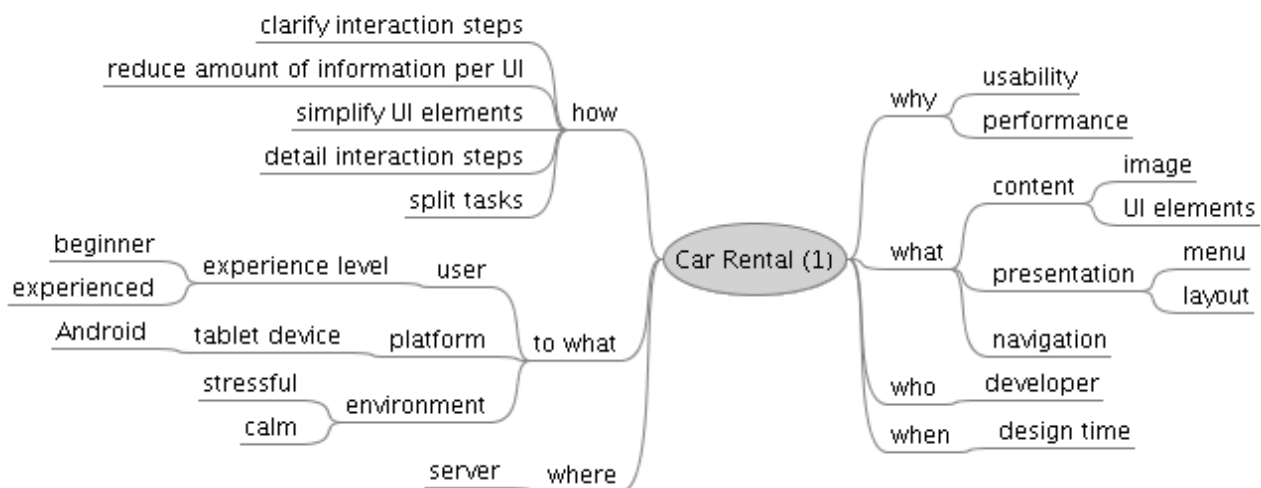 clarify interaction steps
reduce amount of information per UI
simplify UI elements
detail interaction steps
split tasks
how
beginner
experienced
experience level
user
Android
tablet device
platform
to what
stressful
calm
environment
server
where
Car Rental (1)
why
usability
performance
what
content
image
UI elements
presentation
menu
layout
navigation
who
developer
when
design time